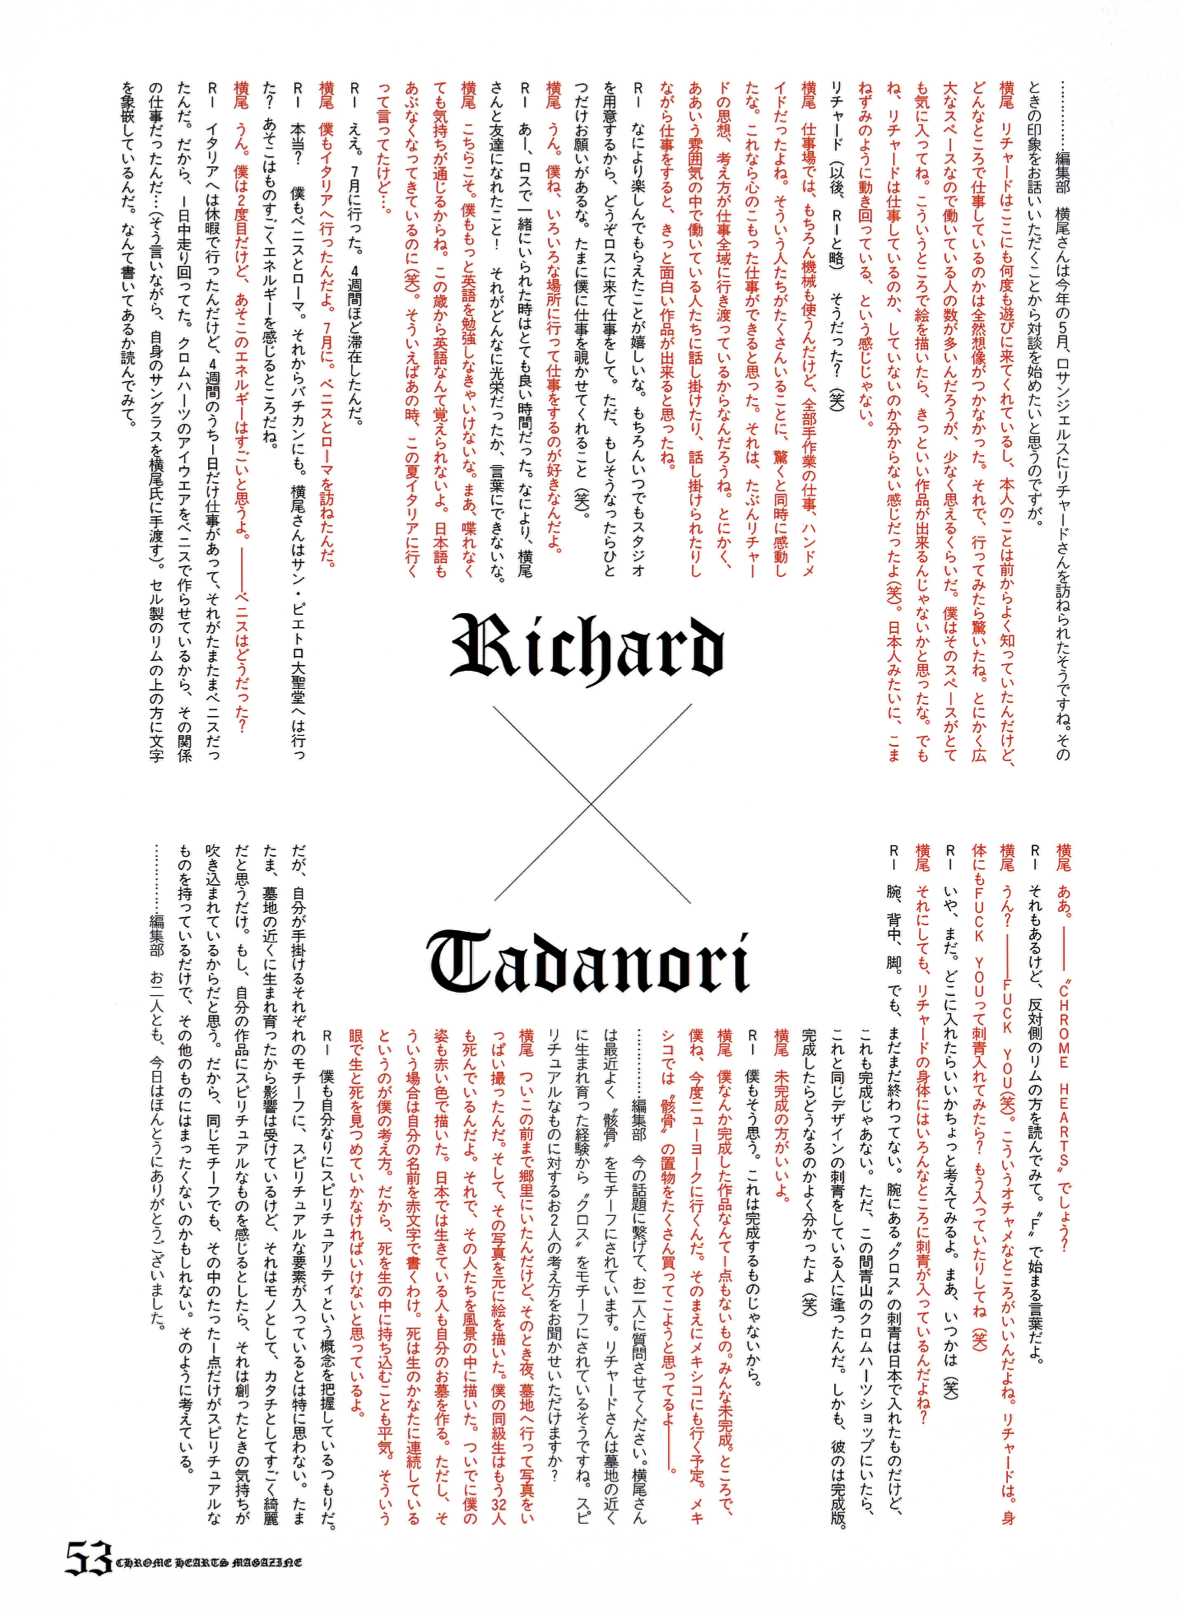 ……………編集部　横尾さんは今年の5月、ロサンジェルスにリチャードさんを訪ねられたそうですね。その
ときの印象をお話いいただくことから対談を始めたいと思うのですが。
横尾　リチャードはここにも何度も遊びに来てくれているし、本人のことは前からよく知っていたんだけど、
どんなところで仕事しているのかは全然想像がつかなかった。それで、行ってみたら驚いたね。とにかく広
大なスペースなので働いている人の数が多いんだろうが、少なく思えるくらいだ。僕はそのスペースがとて
も気に入ってね。こういうところで絵を描いたら、きっといい作品が出来るんじゃないかと思ったな。でも
ね、リチャードは仕事しているのか、していないのか分からない感じだったよ(笑)。日本人みたいに、こま
ねずみのように動き回っている、という感じじゃない。
リチャード（以後、RーとRと略）　そうだった？（笑）
横尾　仕事場では、もちろん機械も使うんだけど、全部手作業の仕事、ハンドメ
イドだったよね。そういう人たちがたくさんいることに、驚くと同時に感動し
たな。これなら心のこもった仕事ができると思った。それは、たぶんリチャー
ドの思想、考え方が仕事全域に行き渡っているからなんだろうね。とにかく、
ああいう雰囲気の中で働いている人たちに話し掛けたり、話し掛けられたりし
ながら仕事をすると、きっと面白い作品が出来ると思ったね。
Rー　なにより楽しんでもらえたことが嬉しいな。もちろんいつでもスタジオ
を用意するから、どうぞロスに来て仕事をして。ただ、もしそうなったらひと
つだけお願いがあるな。たまに僕に仕事を覗かせてくれること（笑）。
横尾　うん。僕ね、いろいろな場所に行って仕事をするのが好きなんだよ。
Rー　あー、ロスで一緒にいられた時はとても良い時間だった。なにより、横尾
さんと友達になれたこと！　それがどんなに光栄だったか、言葉にできないな。
横尾　こちらこそ。僕ももっと英語を勉強しなきゃいけないな。まあ、喋れなく
ても気持ちが通じるからね。この歳から英語なんて覚えられないよ。日本語も
あぶなくなってきているのに(笑)。そういえばあの時、この夏イタリアに行く
って言ってたけど…。
Rー　ええ。7月に行った。4週間ほど滞在したんだ。
横尾　僕もイタリアへ行ったんだよ。7月に。ベニスとローマを訪ねたんだ。
Rー　本当？　僕もベニスとローマ。それからバチカンにも。横尾さんはサン・ピエトロ大聖堂へは行っ
た？ あそこはものすごくエネルギーを感じるところだね。
横尾　うん。僕は2度目だけど、あそこのエネルギーはすごいと思うよ。───ベニスはどうだった？
Rー　イタリアへは休暇で行ったんだけど、4週間のうち一日だけ仕事があって、それがたまたまベニスだっ
たんだ。だから、一日中走り回ってた。クロムハーツのアイウエアをベニスで作らせているから、その関係
の仕事だったんだ…(そう言いながら、自身のサングラスを横尾氏に手渡す)。セル製のリムの上の方に文字
を象嵌しているんだ。なんて書いてあるか読んでみて。
Richard
Tadanori
横尾　ああ。───〝CHROME HEARTS〟でしょう？
Rー　それもあるけど、反対側のリムの方を読んでみて。〝F〟で始まる言葉だよ。
横尾　うん？───FUCK YOU(笑)。こういうオチャメなところがいいんだよね。リチャードは。身
体にもFUCK YOUって刺青入れてみたら？ もう入っていたりしてね（笑）
Rー　いや、まだ。どこに入れたらいいかちょっと考えてみるよ。まあ、いつかは（笑）
横尾　それにしても、リチャードの身体にはいろんなところに刺青が入っているんだよね？
Rー　腕、背中、脚。でも、まだまだ終わってない。腕にある〝クロス〟の刺青は日本で入れたものだけど、
これも完成じゃあない。ただ、この間青山のクロムハーツショップにいたら、
これと同じデザインの刺青をしている人に逢ったんだ。しかも、彼のは完成版。
完成したらどうなるのかよく分かったよ（笑）
横尾　未完成の方がいいよ。
Rー　僕もそう思う。これは完成するものじゃないから。
横尾　僕なんか完成した作品なんて一点もないもの。みんな未完成。ところで、
僕ね、今度ニューヨークに行くんだ。そのまえにメキシコにも行く予定。メキ
シコでは〝骸骨〟の置物をたくさん買ってこようと思ってるよ───。
……………編集部　今の話題に繋げて、お二人に質問させてください。横尾さん
は最近よく〝骸骨〟をモチーフにされています。リチャードさんは墓地の近く
に生まれ育った経験から〝クロス〟をモチーフにされているそうですね。スピ
リチュアルなものに対するお2人の考え方をお聞かせいただけますか？
横尾　ついこの前まで郷里にいたんだけど、そのとき夜、墓地へ行って写真をい
っぱい撮ったんだ。そして、その写真を元に絵を描いた。僕の同級生はもう32人
も死んでいるんだよ。それで、その人たちを風景の中に描いた。ついでに僕の
姿も赤い色で描いた。日本では生きている人も自分のお墓を作る。ただし、そ
ういう場合は自分の名前を赤文字で書くわけ。死は生のかなたに連続している
というのが僕の考え方。だから、死を生の中に持ち込むことも平気。そういう
眼で生と死を見つめていかなければいけないと思っているよ。
Rー　僕も自分なりにスピリチュアリティという概念を把握しているつもりだ。
だが、自分が手掛けるそれぞれのモチーフに、スピリチュアルな要素が入っているとは特に思わない。たま
たま、墓地の近くに生まれ育ったから影響は受けているけど、それはモノとして、カタチとしてすごく綺麗
だと思うだけ。もし、自分の作品にスピリチュアルなものを感じるとしたら、それは創ったときの気持ちが
吹き込まれているからだと思う。だから、同じモチーフでも、その中のたった一点だけがスピリチュアルな
ものを持っているだけで、その他のものにはまったくないのかもしれない。そのように考えている。
……………編集部　お二人とも、今日はほんとうにありがとうございました。
53 CHROME HEARTS MAGAZINE